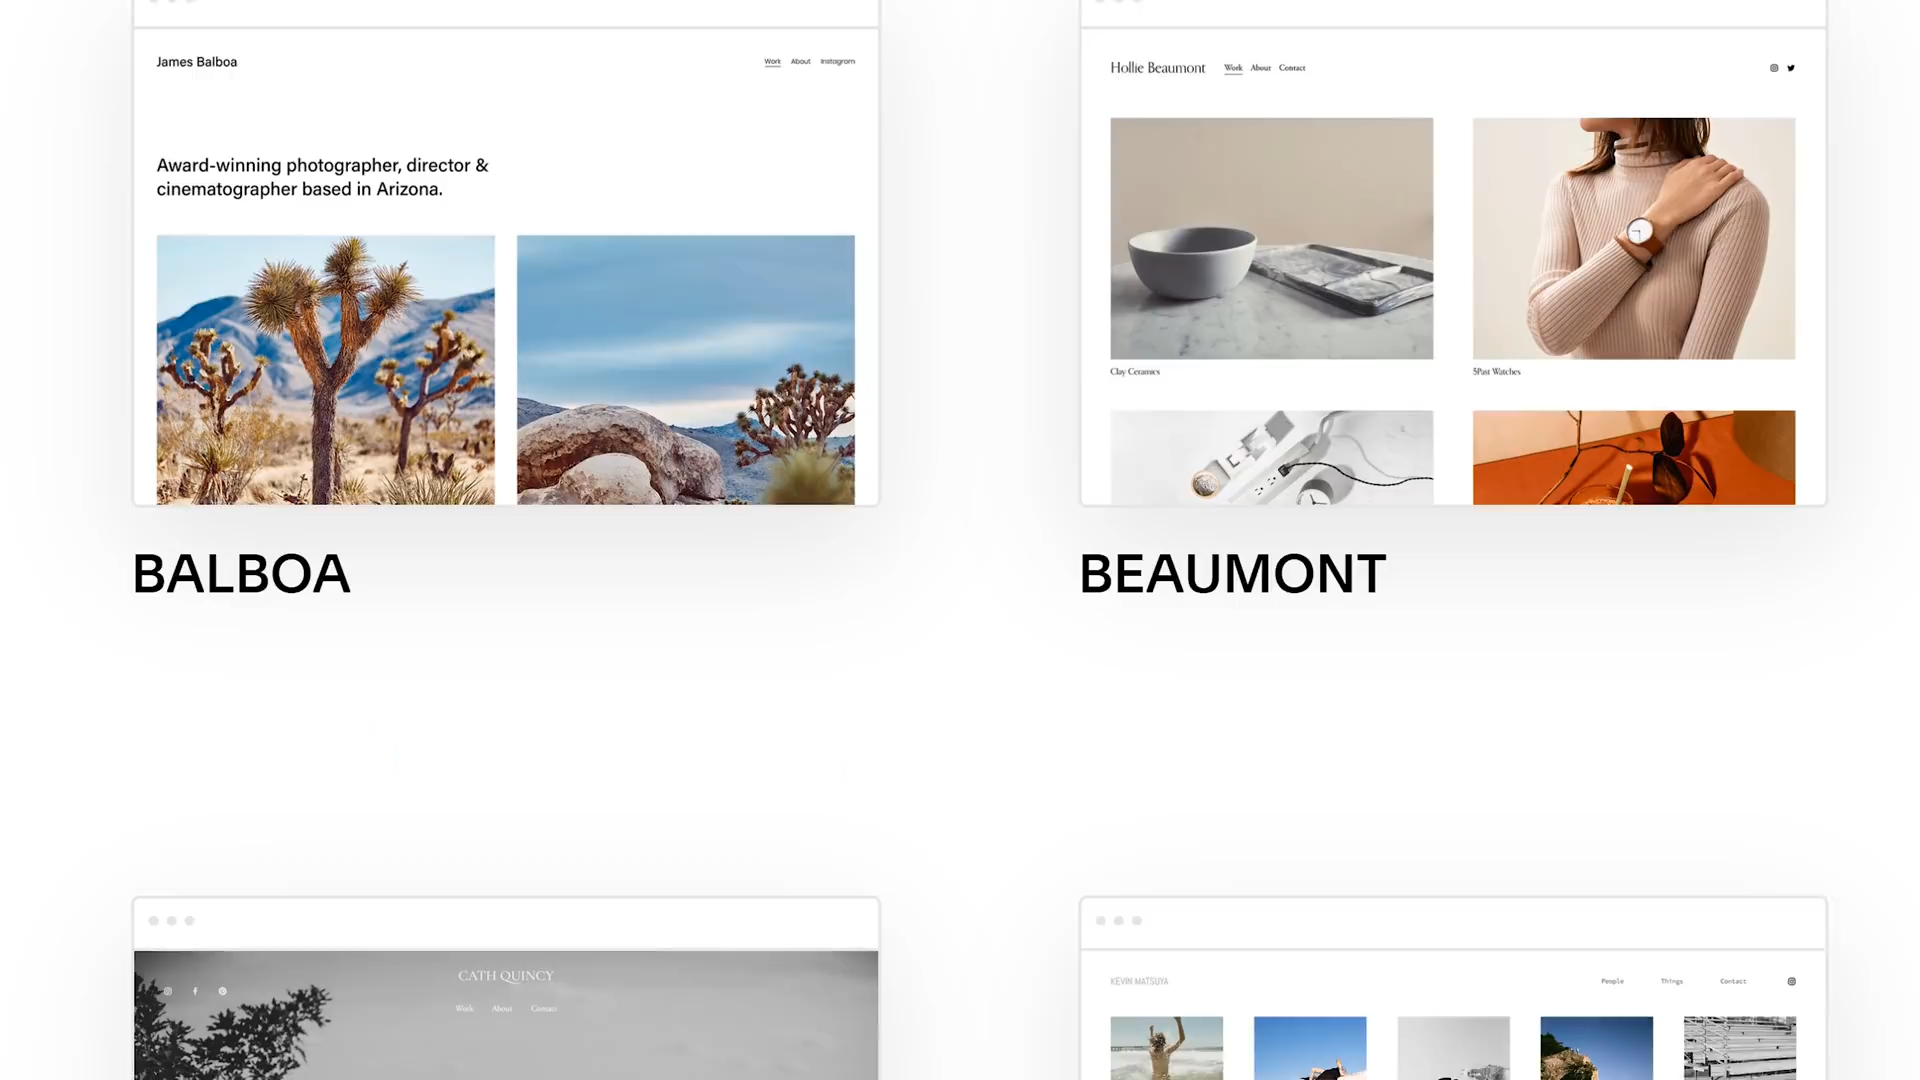 James Balboa
Work About Instagram
Award-winning photographer, director &
cinematographer based in Arizona.
BALBOA
Hollie Beaumont
Work About Contact
Clay Ceramics
5Past Watches
BEAUMONT
CATH QUINCY
Work About Contact
KEVIN MATSUYA
People Things Contact